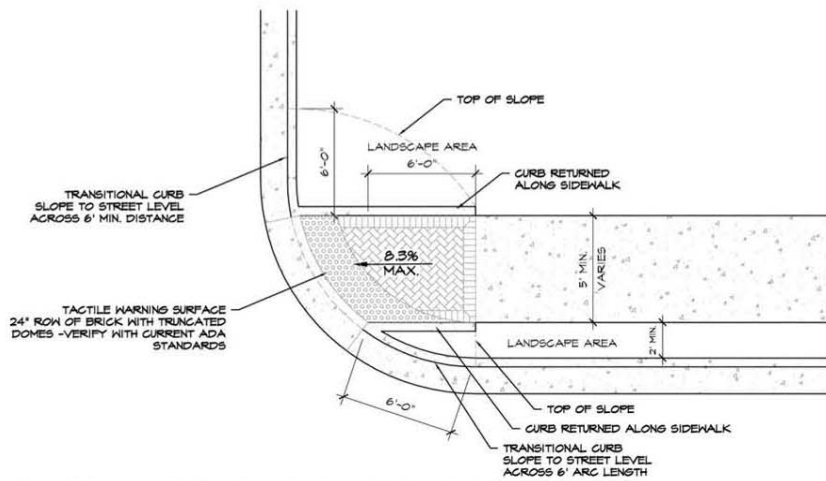 TOP OF SLOPE
LANDSCAPE AREA
6'-0"
6'-0"
CURB RETURNED
ALONG SIDEWALK
TRANSITIONAL CURB
SLOPE TO STREET LEVEL
ACROSS 6' MIN. DISTANCE
8.3%
MAX.
5' MIN.
VARIES
TACTILE WARNING SURFACE
24" ROW OF BRICK WITH TRUNCATED
DOMES -VERIFY WITH CURRENT ADA
STANDARDS
LANDSCAPE AREA
2' MIN.
6'-0"
TOP OF SLOPE
CURB RETURNED ALONG SIDEWALK
TRANSITIONAL CURB
SLOPE TO STREET LEVEL
ACROSS 6' ARC LENGTH